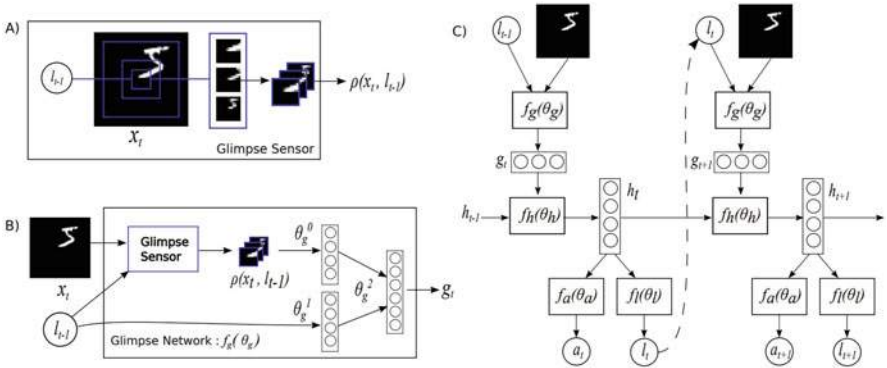 A)
l_{t-1}
x_t
ρ(x_t , l_{t-1})
Glimpse Sensor
B)
x_t
l_{t-1}
Glimpse
Sensor
ρ(x_t , l_{t-1})
θ_g^0
θ_g^1
θ_g^2
g_t
Glimpse Network : f_g( θ_g )
C)
l_{t-1}
l_t
f_g(θ_g)
f_g(θ_g)
g_t
g_{t+1}
h_{t-1}
f_h(θ_h)
h_t
f_h(θ_h)
h_{t+1}
f_a(θ_a)
f_l(θ_l)
f_a(θ_a)
f_l(θ_l)
a_t
l_t
a_{t+1}
l_{t+1}